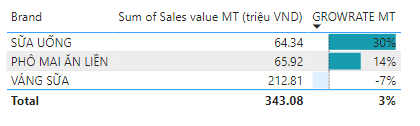 Brand Sum of Sales value MT (triệu VND) GROWRATE MT
SỮA UỐNG 64.34 30%
PHÔ MAI ĂN LIỀN 65.92 14%
VÁNG SỮA 212.81 -7%
Total 343.08 3%